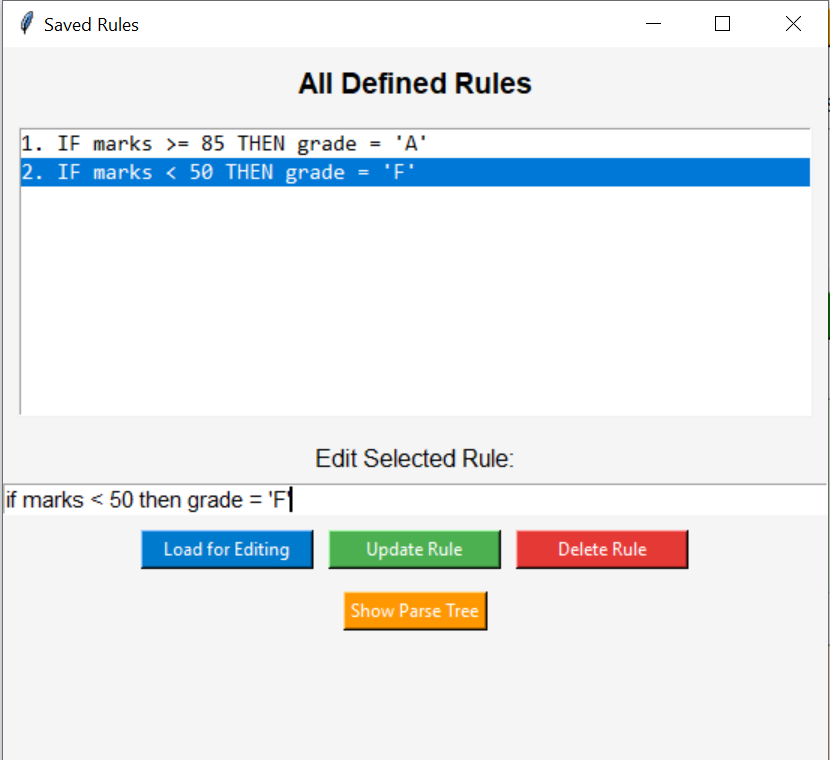 Saved Rules
All Defined Rules
1. IF marks >= 85 THEN grade = 'A'
2. IF marks < 50 THEN grade = 'F'
Edit Selected Rule:
if marks < 50 then grade = 'F'
Load for Editing Update Rule Delete Rule
Show Parse Tree